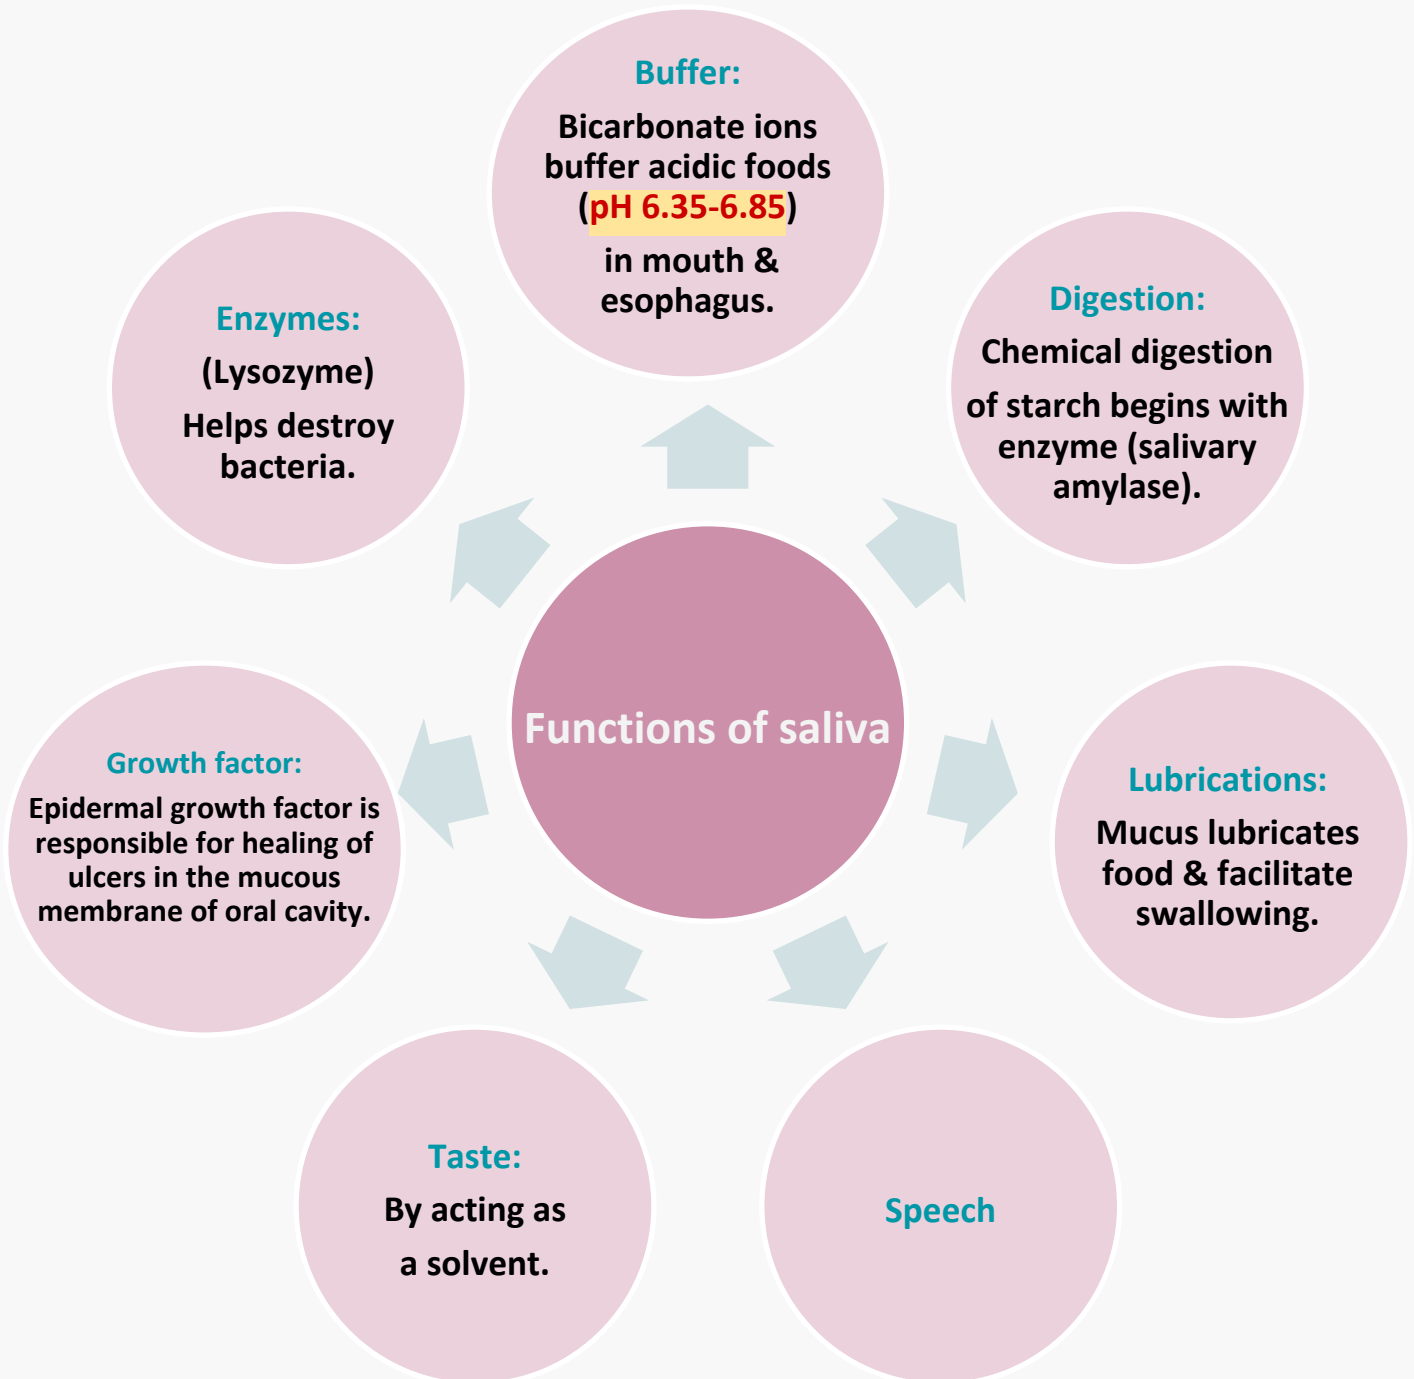 Buffer:
Bicarbonate ions
buffer acidic foods
(pH 6.35-6.85)
in mouth &
esophagus.
Digestion:
Chemical digestion
of starch begins with
enzyme (salivary
amylase).
Lubrications:
Mucus lubricates
food & facilitate
swallowing.
Speech
Taste:
By acting as
a solvent.
Growth factor:
Epidermal growth factor is
responsible for healing of
ulcers in the mucous
membrane of oral cavity.
Enzymes:
(Lysozyme)
Helps destroy
bacteria.
Functions of saliva